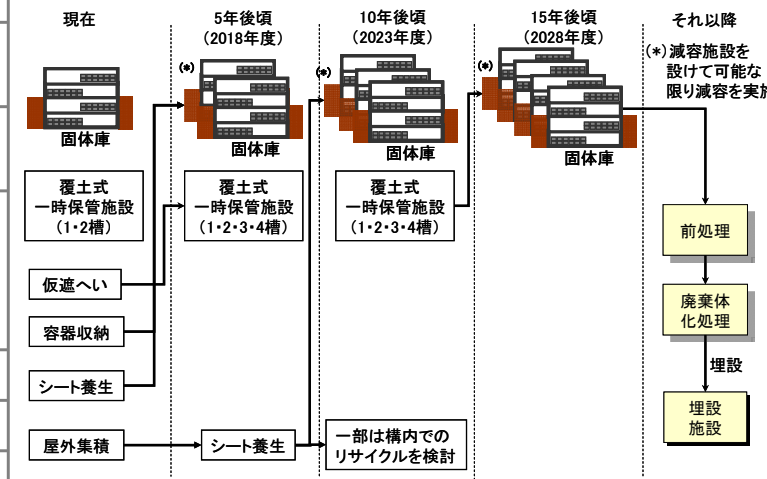 現在
5年後頃
(2018年度)
10年後頃
(2023年度)
15年後頃
(2028年度)
それ以降
(*)
(*)
(*)
(*)減容施設を
設けて可能な
限り減容を実施
固体庫
固体庫
固体庫
固体庫
覆土式
一時保管施設
(1・2槽)
覆土式
一時保管施設
(1・2・3・4槽)
覆土式
一時保管施設
(1・2・3・4槽)
前処理
仮遮へい
廃棄体
化処理
容器収納
埋設
シート養生
埋設
施設
屋外集積
シート養生
一部は構内での
リサイクルを検討